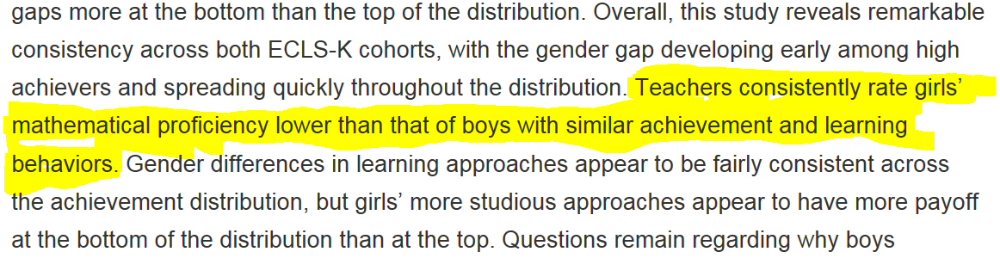 gaps more at the bottom than the top of the distribution. Overall, this study reveals remarkable
consistency across both ECLS-K cohorts, with the gender gap developing early among high
achievers and spreading quickly throughout the distribution. Teachers consistently rate girls’
mathematical proficiency lower than that of boys with similar achievement and learning
behaviors. Gender differences in learning approaches appear to be fairly consistent across
the achievement distribution, but girls’ more studious approaches appear to have more payoff
at the bottom of the distribution than at the top. Questions remain regarding why boys